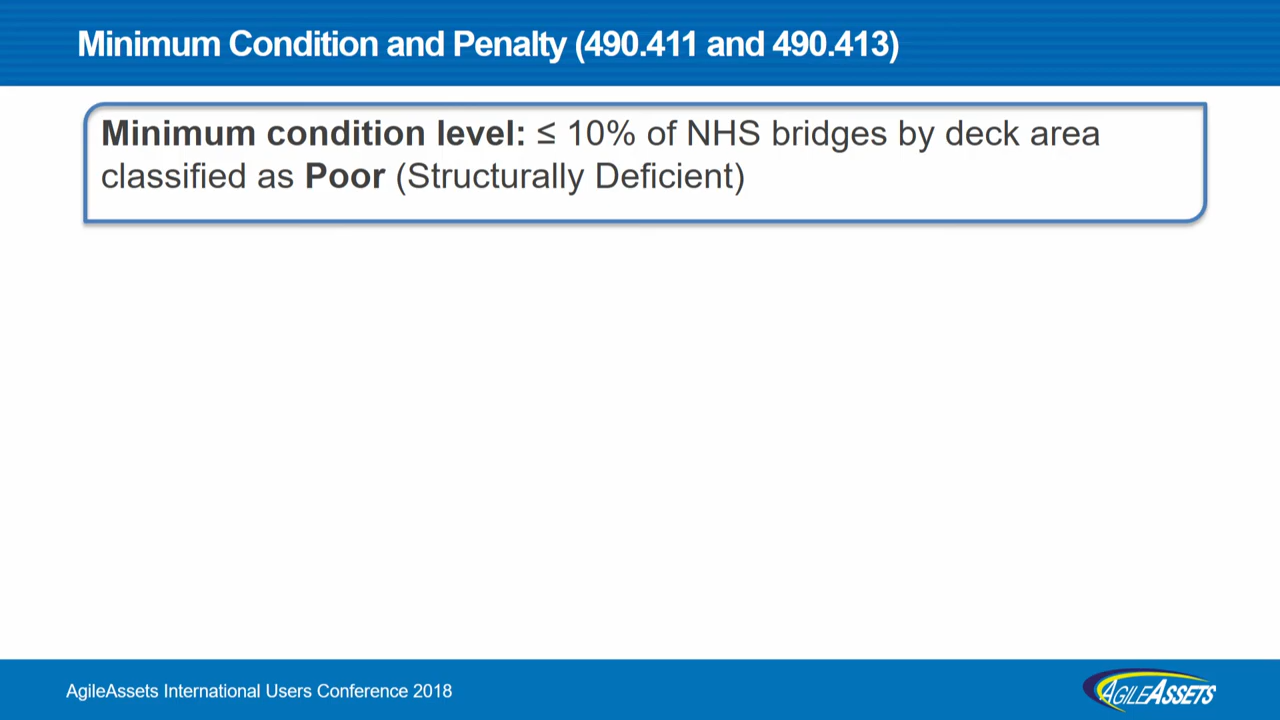 Minimum Condition and Penalty (490.411 and 490.413)
Minimum condition level: ≤ 10% of NHS bridges by deck area
classified as Poor (Structurally Deficient)
AgileAssets International Users Conference 2018
AGILEASSETS